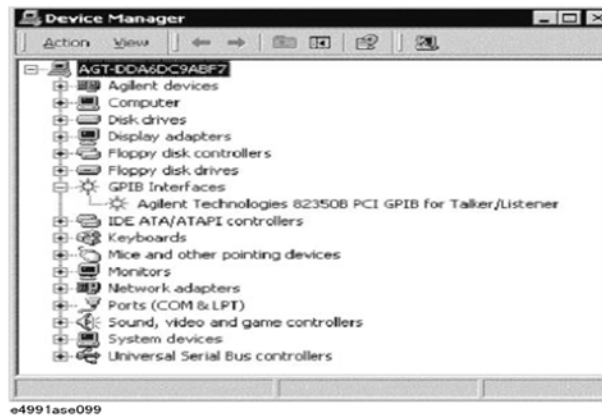 Device Manager
Action View
AGT-DDA6DC9ABF7
Agilent devices
Computer
Disk drives
Display adapters
Floppy disk controllers
Floppy disk drives
GPIB Interfaces
Agilent Technologies 82350B PCI GPIB for Talker/Listener
IDE ATA/ATAPI controllers
Keyboards
Mice and other pointing devices
Monitors
Network adapters
Ports (COM & LPT)
Sound, video and game controllers
System devices
Universal Serial Bus controllers
e4991ase099